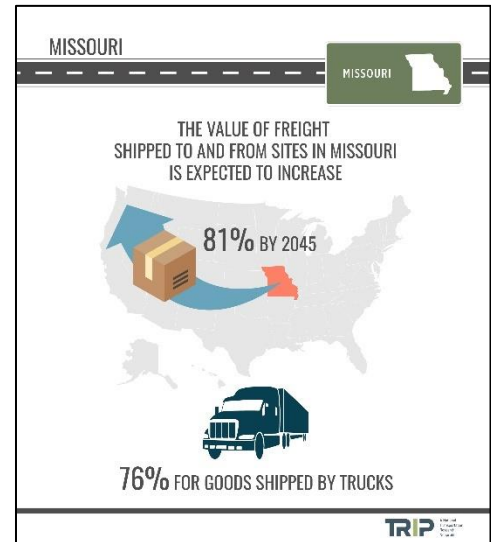 MISSOURI
MISSOURI
THE VALUE OF FREIGHT
SHIPPED TO AND FROM SITES IN MISSOURI
IS EXPECTED TO INCREASE
81% BY 2045
76% FOR GOODS SHIPPED BY TRUCKS
TRIP